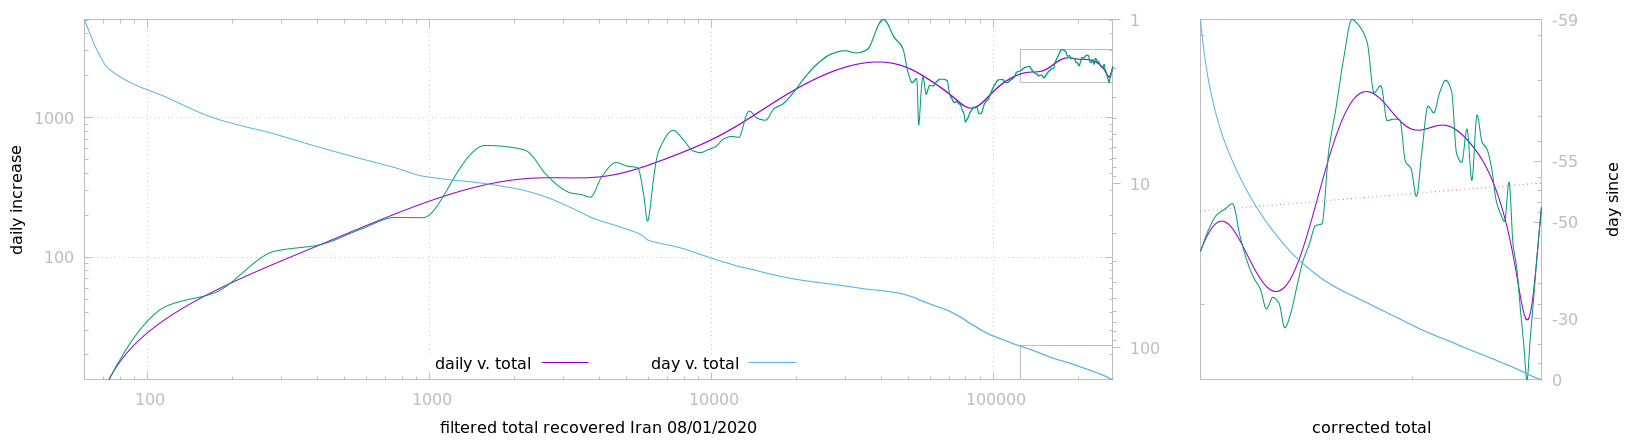 daily increase
1000
100
daily v. total
day v. total
100
1000
10000
100000
filtered total recovered Iran 08/01/2020
1
10
100
-59
-55
-50
-30
0
day since
corrected total